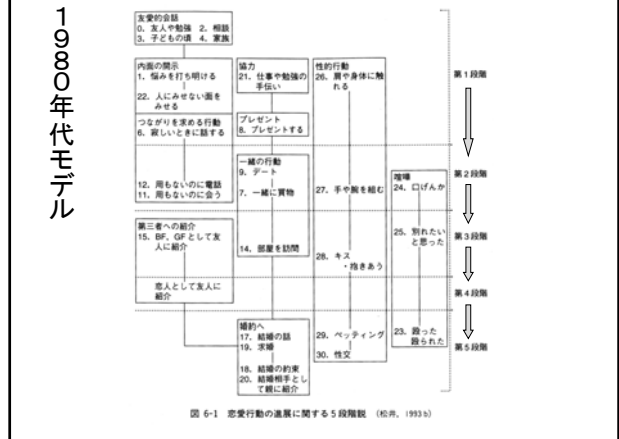 1980年代モデル
友愛的会話
0．友人や勉強 2．相談
3．子どもの頃 4．家族
内面の開示
1．悩みを打ち明ける
22．人にみせない面を
みせる
つながりを求める行動
6．寂しいときに話する
12．用もないのに電話
11．用もないのに会う
第三者への紹介
15．BF，GFとして友
人に紹介
恋人として友人に
紹介
協力
21．仕事や勉強の
手伝い
プレゼント
8．プレゼントする
一緒の行動
9．デート
7．一緒に買物
14．部屋を訪問
婚約へ
17．結婚の話
19．求婚
18．結婚の約束
20．結婚相手とし
て親に紹介
性的行動
26．肩や身体に触
れる
27．手や腕を組む
28．キス
・抱きあう
29．ペッティング
30．性交
喧嘩
24．口げんか
25．別れたい
と思った
23．殴った
殴られた
第1段階
第2段階
第3段階
第4段階
第5段階
図 6-1 恋愛行動の進展に関する5段階説 （松井，1993 b）